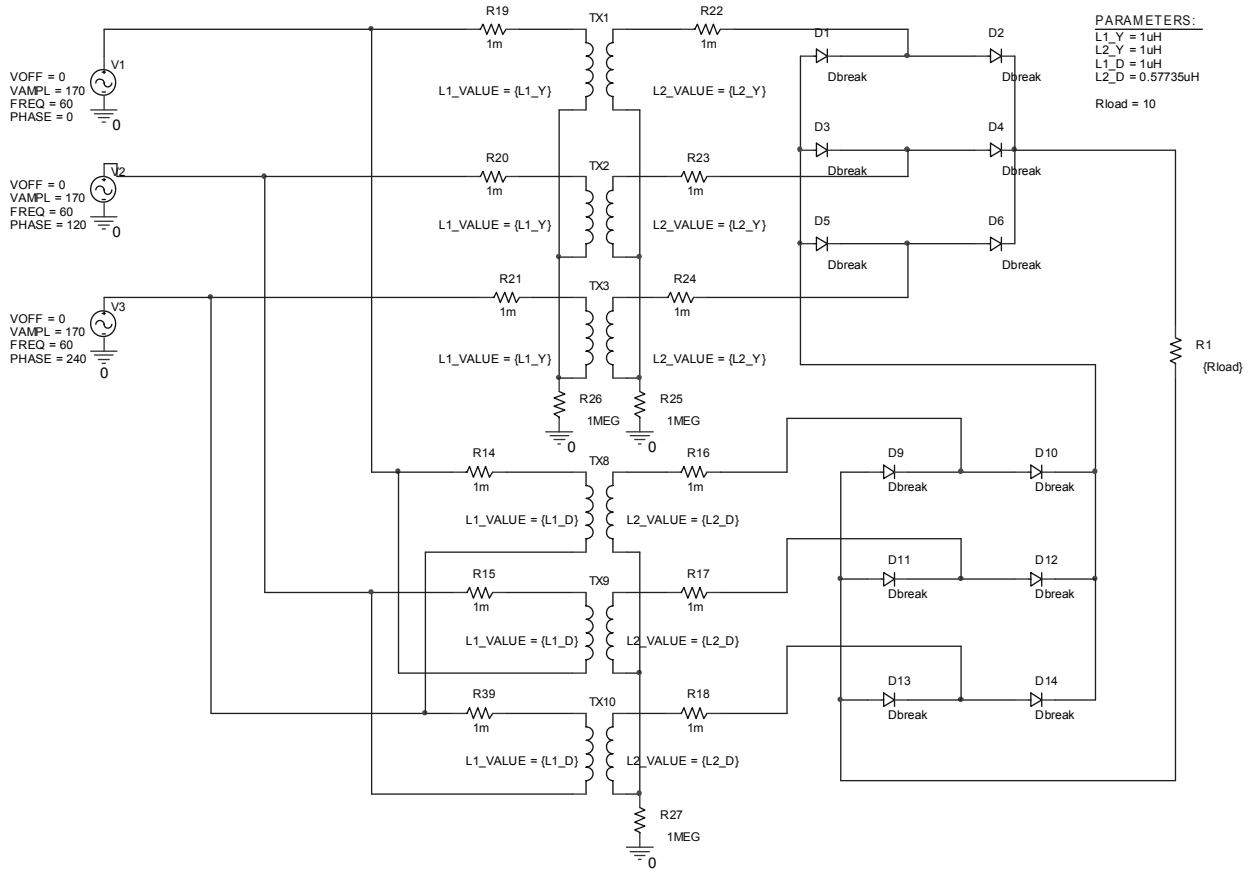 R19
1m
TX1
R22
1m
D1
Dbreak
D2
Dbreak
PARAMETERS:
L1_Y = 1uH
L2_Y = 1uH
L1_D = 1uH
L2_D = 0.57735uH
Rload = 10
V1
VOFF = 0
VAMPL = 170
FREQ = 60
PHASE = 0
0
L1_VALUE = {L1_Y}
L2_VALUE = {L2_Y}
D3
Dbreak
D4
Dbreak
R20
1m
TX2
R23
1m
V2
VOFF = 0
VAMPL = 170
FREQ = 60
PHASE = 120
0
L1_VALUE = {L1_Y}
L2_VALUE = {L2_Y}
D5
Dbreak
D6
Dbreak
R21
1m
TX3
R24
1m
V3
VOFF = 0
VAMPL = 170
FREQ = 60
PHASE = 240
0
L1_VALUE = {L1_Y}
L2_VALUE = {L2_Y}
R1
{Rload}
R26
1MEG
0
R25
1MEG
0
R14
1m
TX8
R16
1m
D9
Dbreak
D10
Dbreak
L1_VALUE = {L1_D}
L2_VALUE = {L2_D}
R15
1m
TX9
R17
1m
D11
Dbreak
D12
Dbreak
L1_VALUE = {L1_D}
L2_VALUE = {L2_D}
R39
1m
TX10
R18
1m
D13
Dbreak
D14
Dbreak
L1_VALUE = {L1_D}
L2_VALUE = {L2_D}
R27
1MEG
0